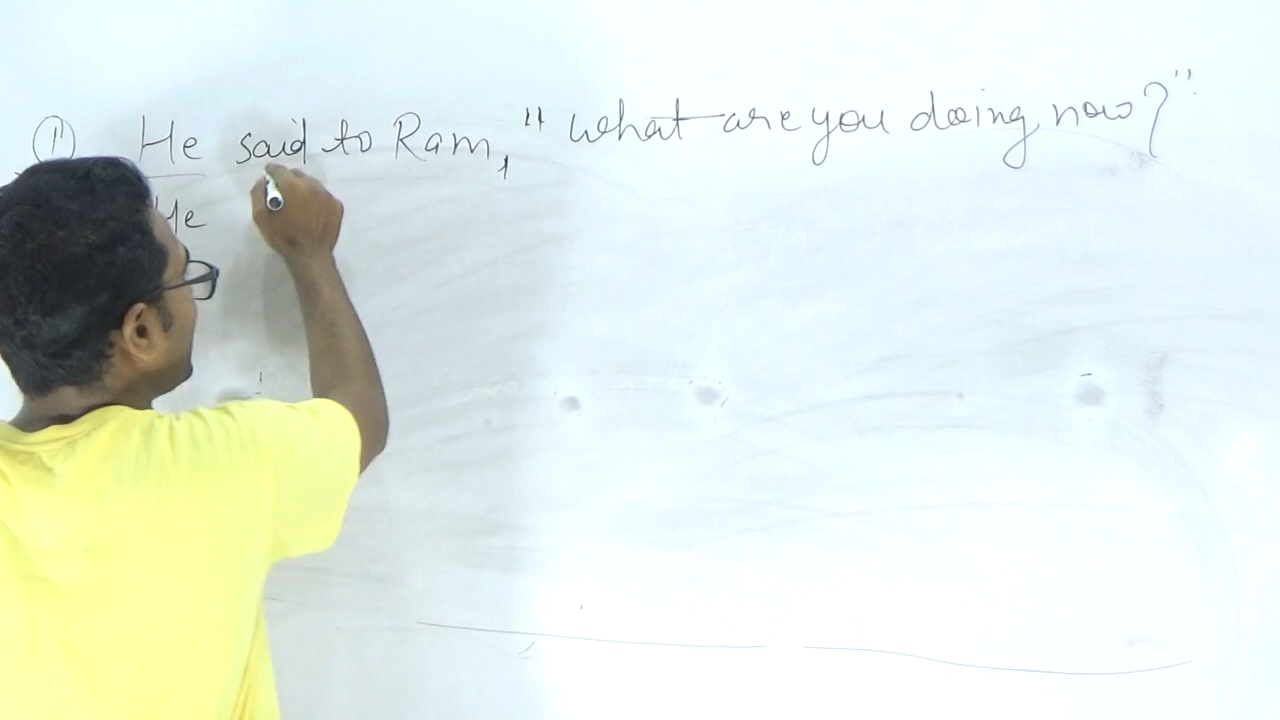 ① He said to Ram, "what are you doing now?"
He